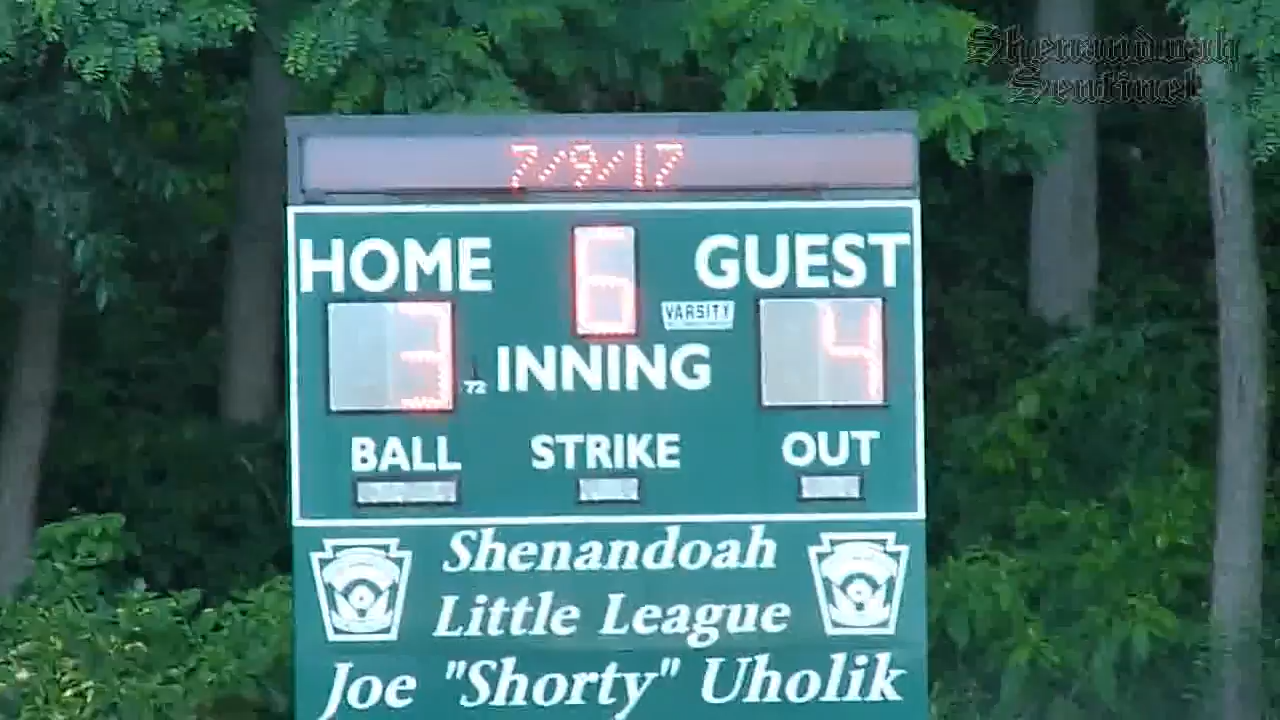 Shenandoah
Sentinel
7/9/17
HOME 6 GUEST
VARSITY
3 INNING 4
BALL STRIKE OUT
Shenandoah
Little League
Joe "Shorty" Uholik